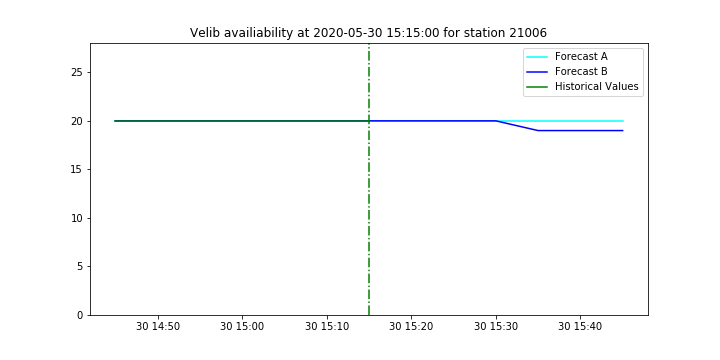 Velib availiability at 2020-05-30 15:15:00 for station 21006
Forecast A
Forecast B
Historical Values
25
20
15
10
5
0
30 14:50 30 15:00 30 15:10 30 15:20 30 15:30 30 15:40